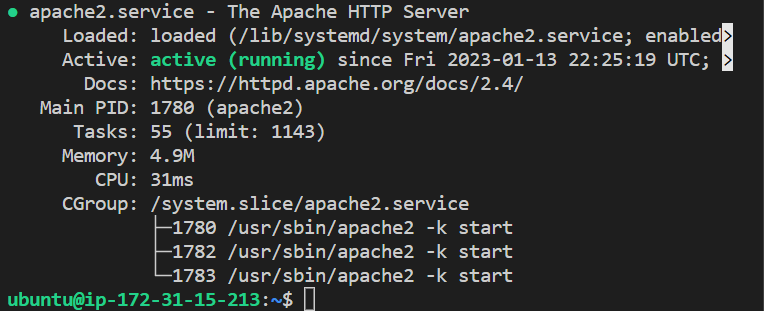 ● apache2.service - The Apache HTTP Server
Loaded: loaded (/lib/systemd/system/apache2.service; enabled>
Active: active (running) since Fri 2023-01-13 22:25:19 UTC; >
Docs: https://httpd.apache.org/docs/2.4/
Main PID: 1780 (apache2)
Tasks: 55 (limit: 1143)
Memory: 4.9M
CPU: 31ms
CGroup: /system.slice/apache2.service
├─1780 /usr/sbin/apache2 -k start
├─1782 /usr/sbin/apache2 -k start
└─1783 /usr/sbin/apache2 -k start
ubuntu@ip-172-31-15-213:~$